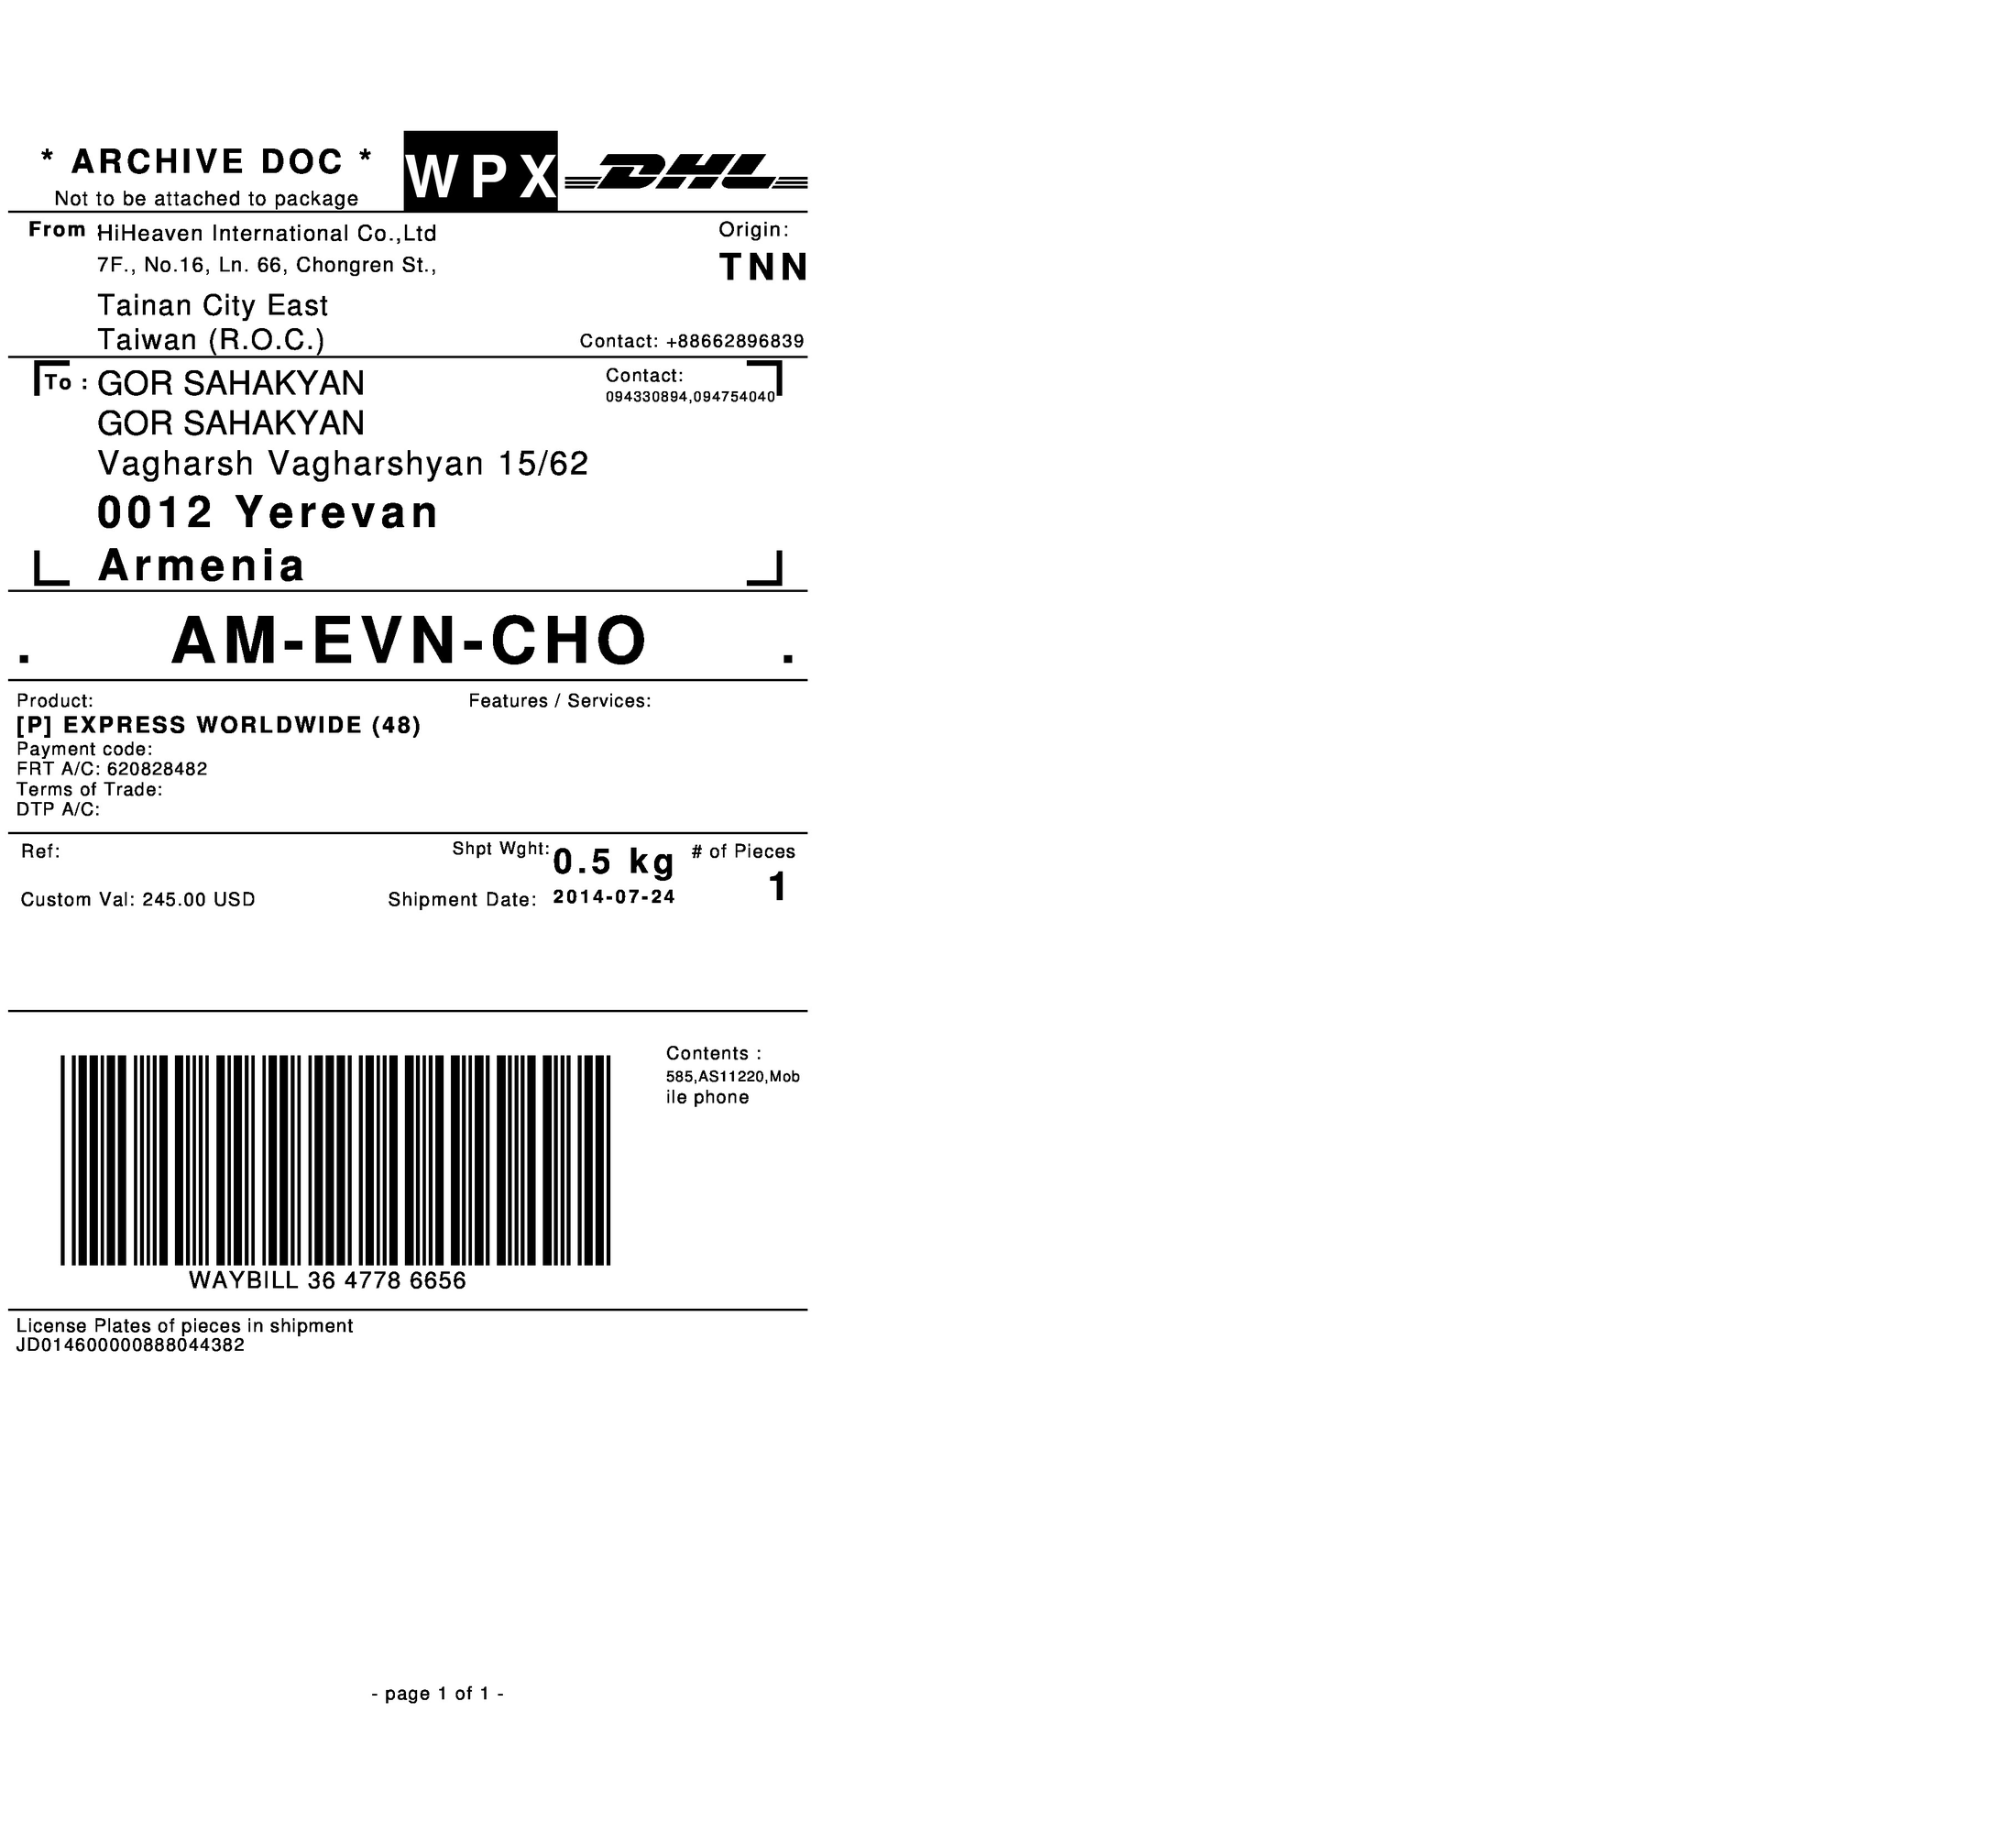 * ARCHIVE DOC *
Not to be attached to package
WPX
DHL
From :
HiHeaven International Co.,Ltd
7F., No.16, Ln. 66, Chongren St.,
Tainan City East
Taiwan (R.O.C.)
Origin:
TNN
Contact: +88662896839
To : GOR SAHAKYAN
GOR SAHAKYAN
Vagharsh Vagharshyan 15/62
0012 Yerevan
Armenia
Contact:
094330894,094754040
. AM-EVN-CHO .
Product:
[P] EXPRESS WORLDWIDE (48)
Payment code:
FRT A/C: 620828482
Terms of Trade:
DTP A/C:
Features / Services:
Ref:
Shpt Wght: 0.5 kg
# of Pieces
1
Custom Val: 245.00 USD
Shipment Date: 2014-07-24
Contents :
585,AS11220,Mob
ile phone
WAYBILL 36 4778 6656
License Plates of pieces in shipment
JD014600000888044382
- page 1 of 1 -